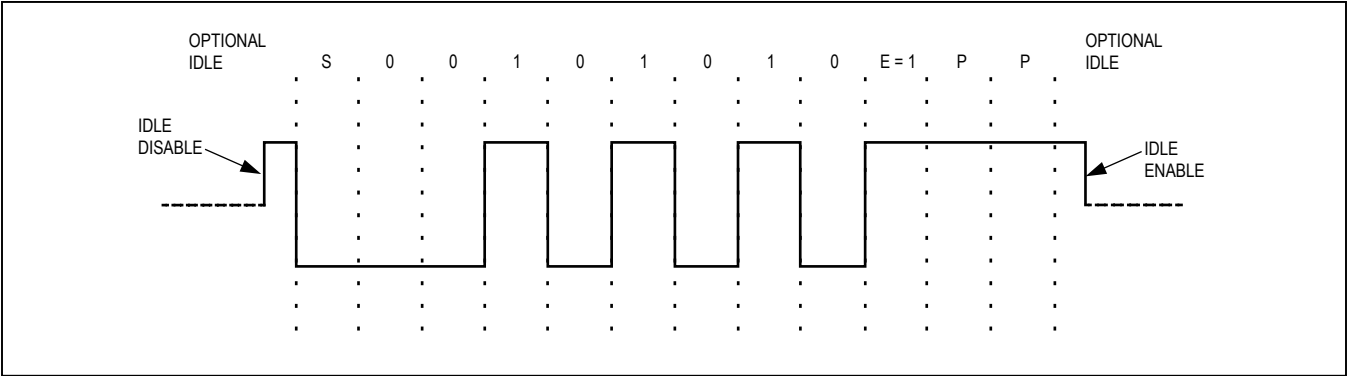 OPTIONAL
IDLE
S 0 0 1 0 1 0 1 0 E = 1 P P
OPTIONAL
IDLE
IDLE
DISABLE
IDLE
ENABLE